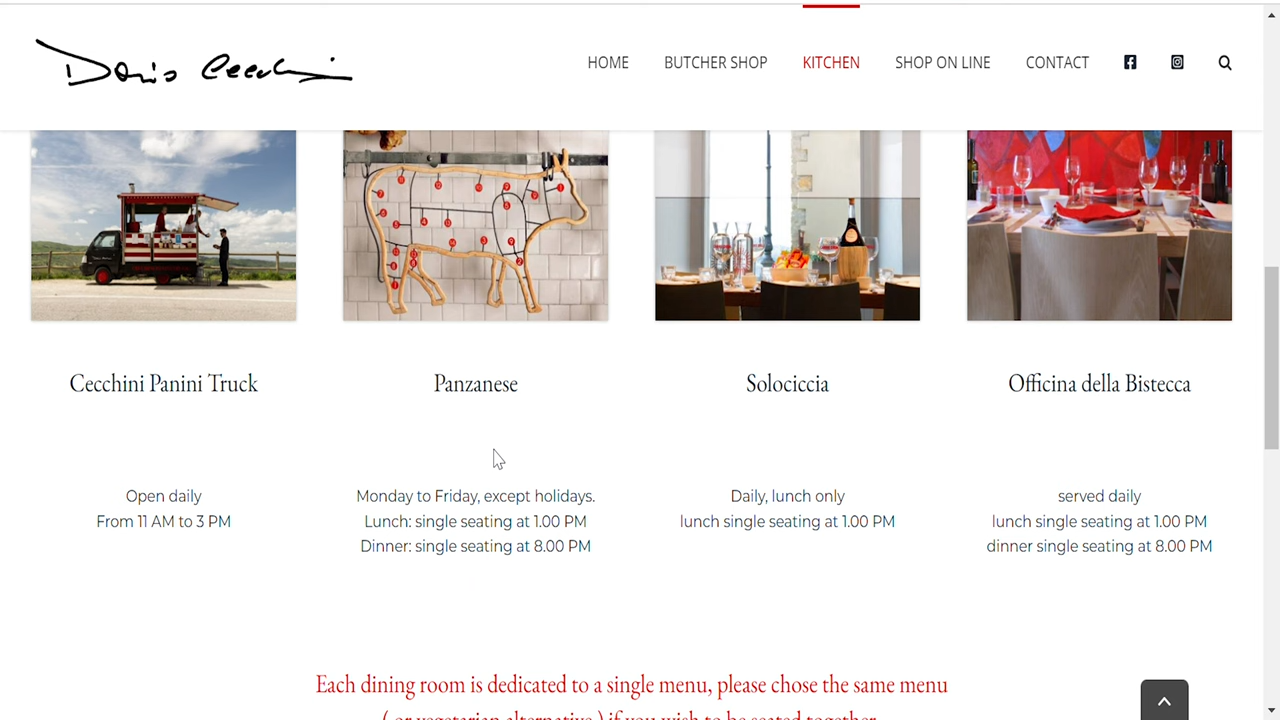 Dario Cecchini
HOME BUTCHER SHOP KITCHEN SHOP ON LINE CONTACT
Cecchini Panini Truck
Panzanese
Solociccia
Officina della Bistecca
Open daily
From 11 AM to 3 PM
Monday to Friday, except holidays.
Lunch: single seating at 1.00 PM
Dinner: single seating at 8.00 PM
Daily, lunch only
lunch single seating at 1.00 PM
served daily
lunch single seating at 1.00 PM
dinner single seating at 8.00 PM
Each dining room is dedicated to a single menu, please chose the same menu
( or vegetarian alternative ) if you wish to be seated together